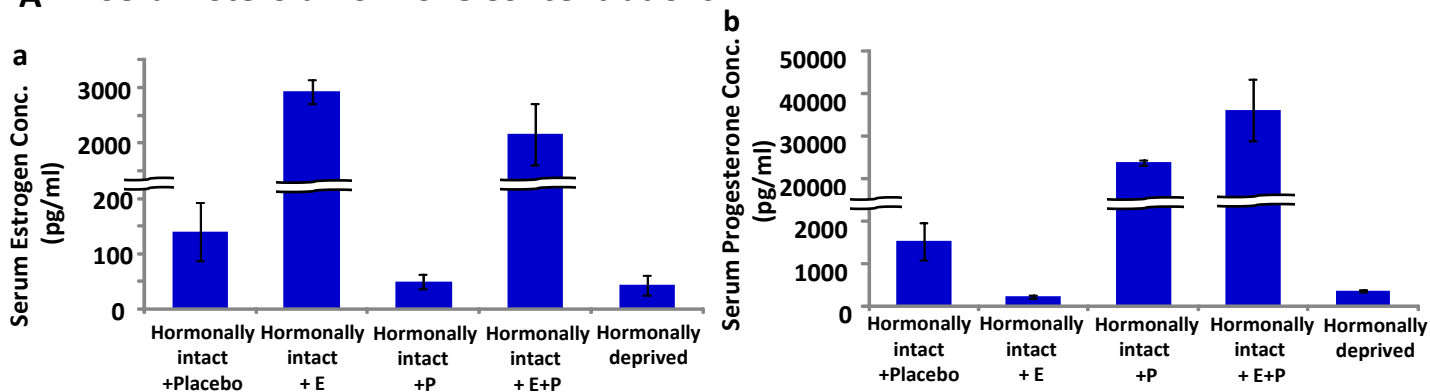 a
Serum Estrogen Conc.
(pg/ml)
3000
2000
200
100
0
Hormonally
intact
+Placebo
Hormonally
intact
+ E
Hormonally
intact
+P
Hormonally
intact
+ E+P
Hormonally
deprived
b
Serum Progesterone Conc.
(pg/ml)
50000
40000
30000
20000
2000
1000
0
Hormonally
intact
+Placebo
Hormonally
intact
+ E
Hormonally
intact
+P
Hormonally
intact
+ E+P
Hormonally
deprived